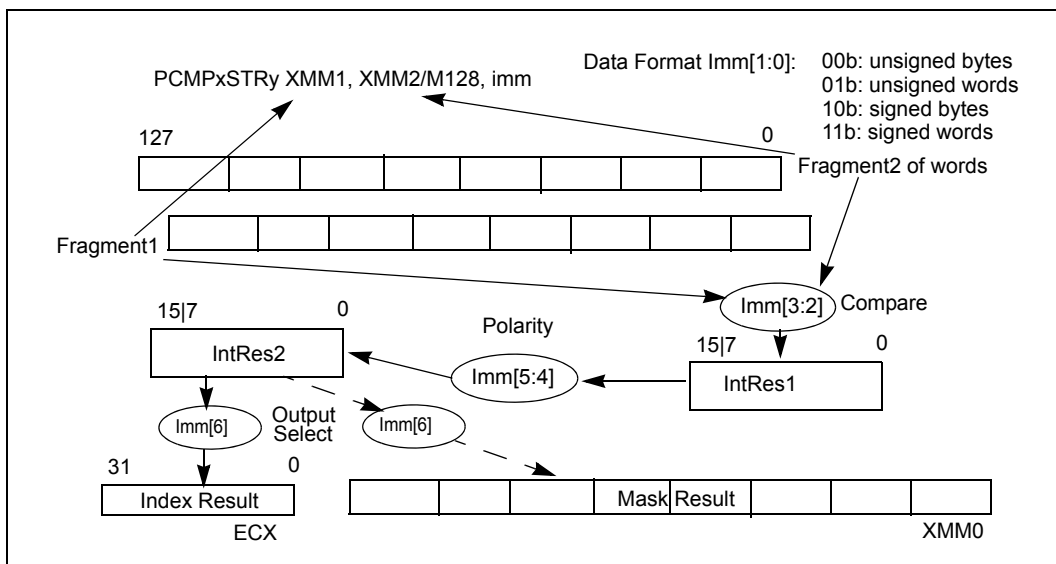 Data Format Imm[1:0]: 00b: unsigned bytes
PCMPxSTRy XMM1, XMM2/M128, imm
01b: unsigned words
10b: signed bytes
11b: signed words
127 0
Fragment2 of words
Fragment1
Imm[3:2] Compare
15|7 0
Polarity
15|7 0
IntRes2
Imm[5:4]
IntRes1
Imm[6]
Output
Select
Imm[6]
31 0
Index Result
Mask Result
ECX
XMM0